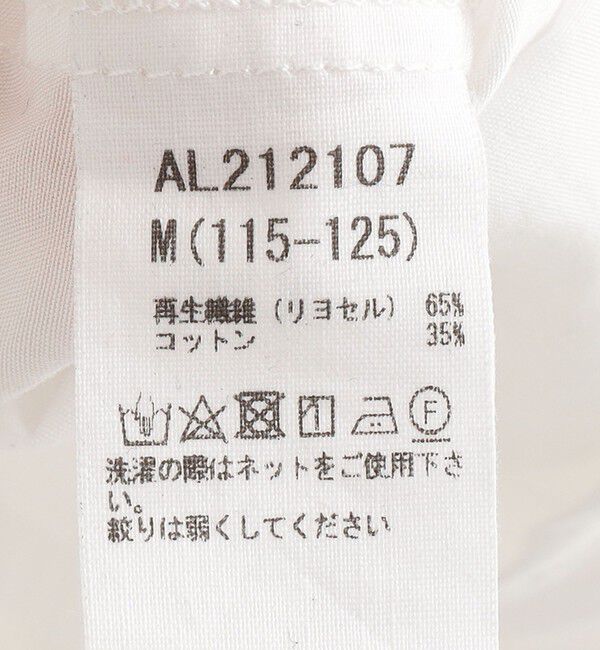 AL212107
M(115-125)
再生繊維(リヨセル) 65%
コットン 35%
F
洗濯の際はネットをご使用下さ
い。
絞りは弱くしてください